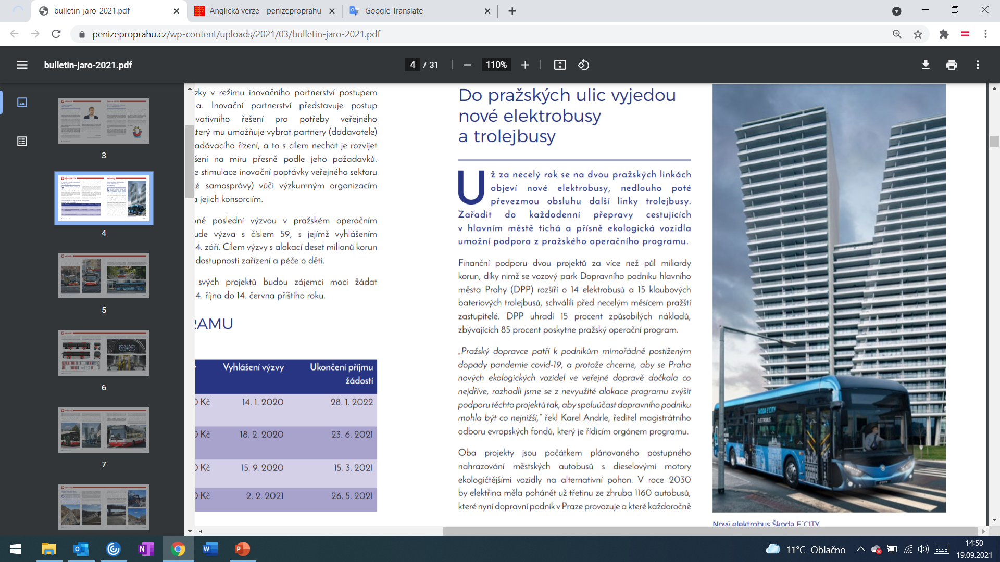 bulletin-jaro-2021.pdf
Anglická verze - penizeproprahu
Google Translate
penizeproprahu.cz/wp-content/uploads/2021/03/bulletin-jaro-2021.pdf
bulletin-jaro-2021.pdf
4 / 31
110%
3
4
5
6
7
zky v režimu inovačního partnerství postupem
a. Inovační partnerství představuje postup
vativního řešení pro potřeby veřejného
terý mu umožňuje vybrat partnery (dodavatele)
adávacího řízení, a to s cílem nechat je rozvíjet
šení na míru přesně podle jeho požadavků.
e stimulace inovační poptávky veřejného sektoru
é samosprávy) vůči výzkumným organizacím
a jejich konsorciím.
ně poslední výzvou v pražském operačním
ude výzva s číslem 59, s jejímž vyhlášením
4. září. Cílem výzvy s alokací deset milionů korun
dostupnosti zařízení a péče o děti.
svých projektů budou zájemci moci žádat
4. října do 14. června příštího roku.
RAMU
Vyhlášení výzvy Ukončení příjmu
žádostí
0 Kč 14. 1. 2020 28. 1. 2022
0 Kč 18. 2. 2020 23. 6. 2021
0 Kč 15. 9. 2020 15. 3. 2021
0 Kč 2. 2. 2021 26. 5. 2021
Do pražských ulic vyjedou
nové elektrobusy
a trolejbusy
Už za necelý rok se na dvou pražských linkách
objeví nové elektrobusy, nedlouho poté
převezmou obsluhu další linky trolejbusy.
Zařadit do každodenní přepravy cestujících
v hlavním městě tichá a přísně ekologická vozidla
umožní podpora z pražského operačního programu.
Finanční podporu dvou projektů za více než půl miliardy
korun, díky nimž se vozový park Dopravního podniku hlavního
města Prahy (DPP) rozšíří o 14 elektrobusů a 15 kloubových
bateriových trolejbusů, schválili před necelým měsícem pražští
zastupitelé. DPP uhradí 15 procent způsobilých nákladů,
zbývajících 85 procent poskytne pražský operační program.
„Pražský dopravce patří k podnikům mimořádně postiženým
dopady pandemie covid-19, a protože chceme, aby se Praha
nových ekologických vozidel ve veřejné dopravě dočkala co
nejdříve, rozhodli jsme se z nevyužité alokace programu zvýšit
podporu těchto projektů tak, aby spoluúčast dopravního podniku
mohla být co nejnižší,“ řekl Karel Andrle, ředitel magistrátního
odboru evropských fondů, který je řídicím orgánem programu.
Oba projekty jsou počátkem plánovaného postupného
nahrazování městských autobusů s dieselovými motory
ekologičtějšími vozidly na alternativní pohon. V roce 2030
by elektřina měla pohánět už třetinu ze zhruba 1160 autobusů,
které nyní dopravní podnik v Praze provozuje a které každoročně
ŠKODA E'CITY
ELEKTROBUS
E'CITY
Nový elektrobus Škoda E´CITY
11°C Oblačno
14:50
19.09.2021